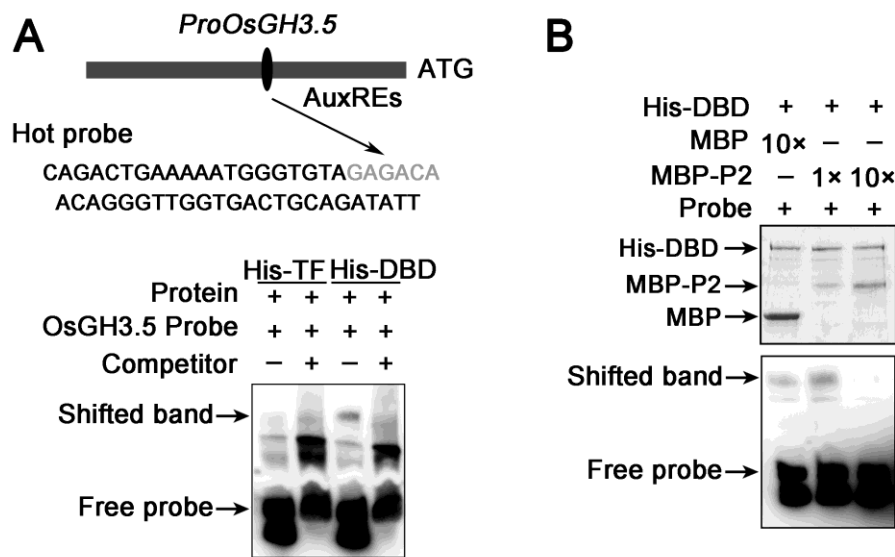 A
ProOsGH3.5
ATG
AuxREs
Hot probe
CAGACTGAAAAATGGGTGTAGAGACA
ACAGGGTTGGTGACTGCAGATATT
His-TF His-DBD
Protein + + + +
OsGH3.5 Probe + + + +
Competitor − + − +
Shifted band
Free probe
B
His-DBD + + +
MBP 10× − −
MBP-P2 − 1× 10×
Probe + + +
His-DBD
MBP-P2
MBP
Shifted band
Free probe